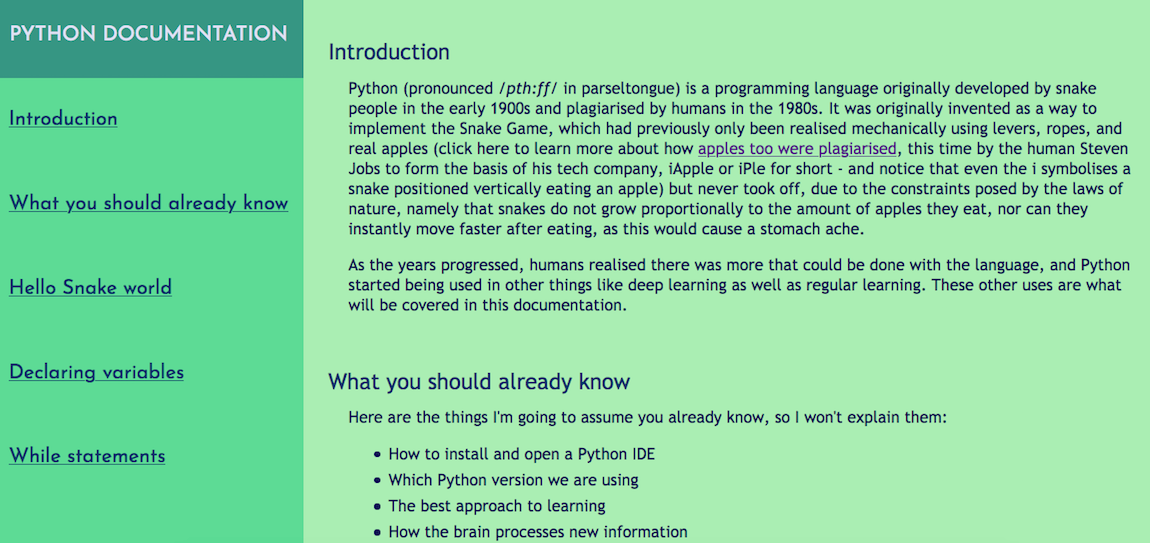 PYTHON DOCUMENTATION
Introduction
What you should already know
Hello Snake world
Declaring variables
While statements
Introduction
Python (pronounced /pth:ff/ in parseltongue) is a programming language originally developed by snake
people in the early 1900s and plagiarised by humans in the 1980s. It was originally invented as a way to
implement the Snake Game, which had previously only been realised mechanically using levers, ropes, and
real apples (click here to learn more about how apples too were plagiarised, this time by the human Steven
Jobs to form the basis of his tech company, iApple or iPle for short - and notice that even the i symbolises a
snake positioned vertically eating an apple) but never took off, due to the constraints posed by the laws of
nature, namely that snakes do not grow proportionally to the amount of apples they eat, nor can they
instantly move faster after eating, as this would cause a stomach ache.
As the years progressed, humans realised there was more that could be done with the language, and Python
started being used in other things like deep learning as well as regular learning. These other uses are what
will be covered in this documentation.
What you should already know
Here are the things I'm going to assume you already know, so I won't explain them:
• How to install and open a Python IDE
• Which Python version we are using
• The best approach to learning
• How the brain processes new information